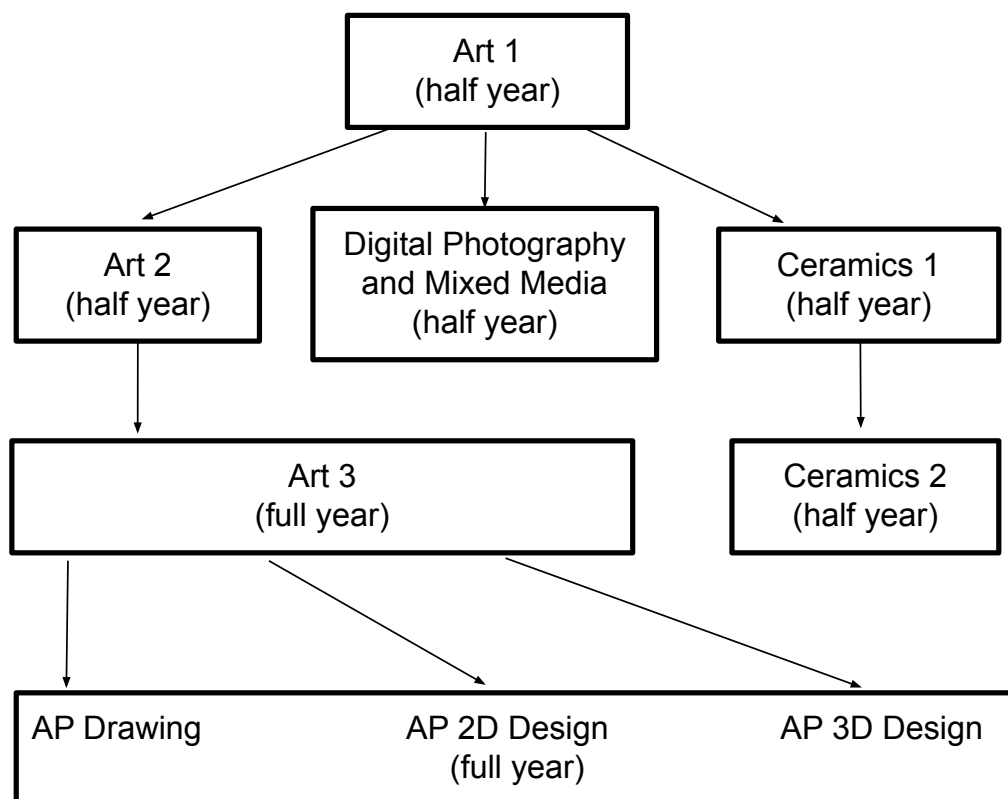 Art 1
(half year)
Art 2
(half year)
Digital Photography
and Mixed Media
(half year)
Ceramics 1
(half year)
Art 3
(full year)
Ceramics 2
(half year)
AP Drawing
AP 2D Design
(full year)
AP 3D Design